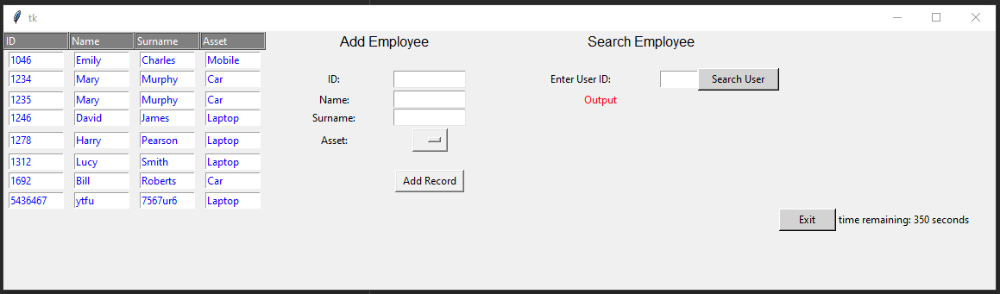 tk
ID Name Surname Asset
1046 Emily Charles Mobile
1234 Mary Murphy Car
1235 Mary Murphy Car
1246 David James Laptop
1278 Harry Pearson Laptop
1312 Lucy Smith Laptop
1692 Bill Roberts Car
5436467 ytfu 7567ur6 Laptop
Add Employee
ID:
Name:
Surname:
Asset:
Add Record
Search Employee
Enter User ID: Search User
Output
Exit time remaining: 350 seconds